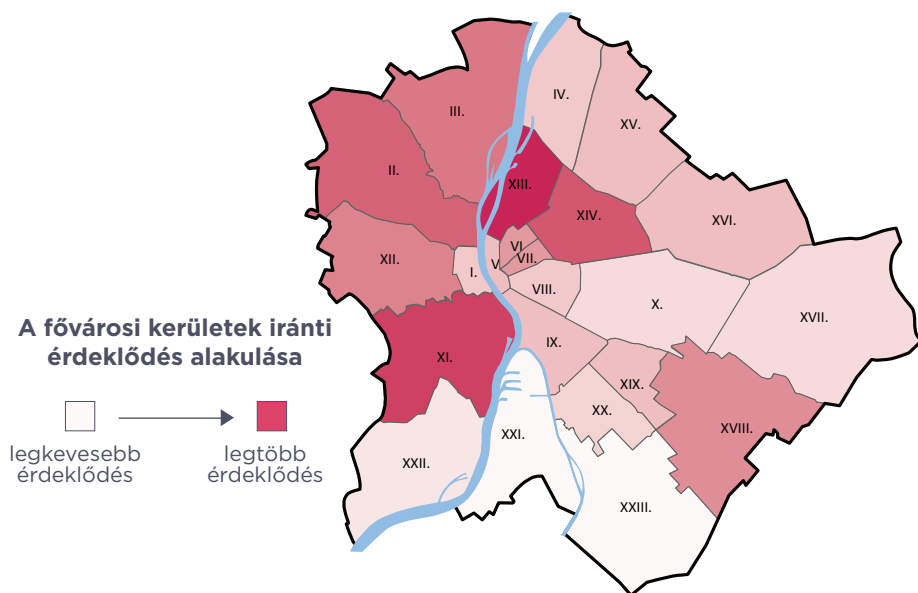 IV.
III.
XV.
II.
XIII.
XIV.
XVI.
VI.
XII.
VII.
I.
V.
VIII.
X.
XVII.
A fővárosi kerületek iránti
érdeklődés alakulása
IX.
XI.
XIX.
XX.
legkevesebb
érdeklődés
legtöbb
érdeklődés
XVIII.
XXI.
XXII.
XXIII.